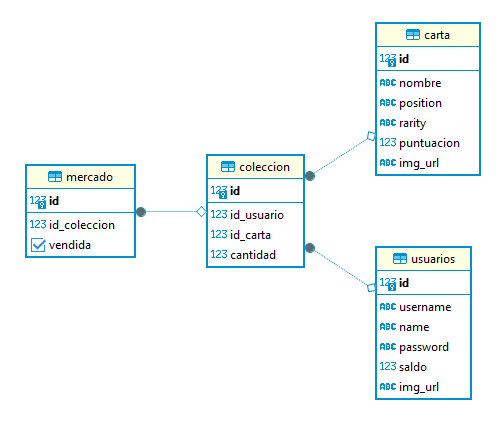 carta
123 id
ABC nombre
ABC position
ABC rarity
123 puntuacion
ABC img_url
coleccion
123 id
123 id_usuario
123 id_carta
123 cantidad
mercado
123 id
123 id_coleccion
vendida
usuarios
123 id
ABC username
ABC name
ABC password
123 saldo
ABC img_url